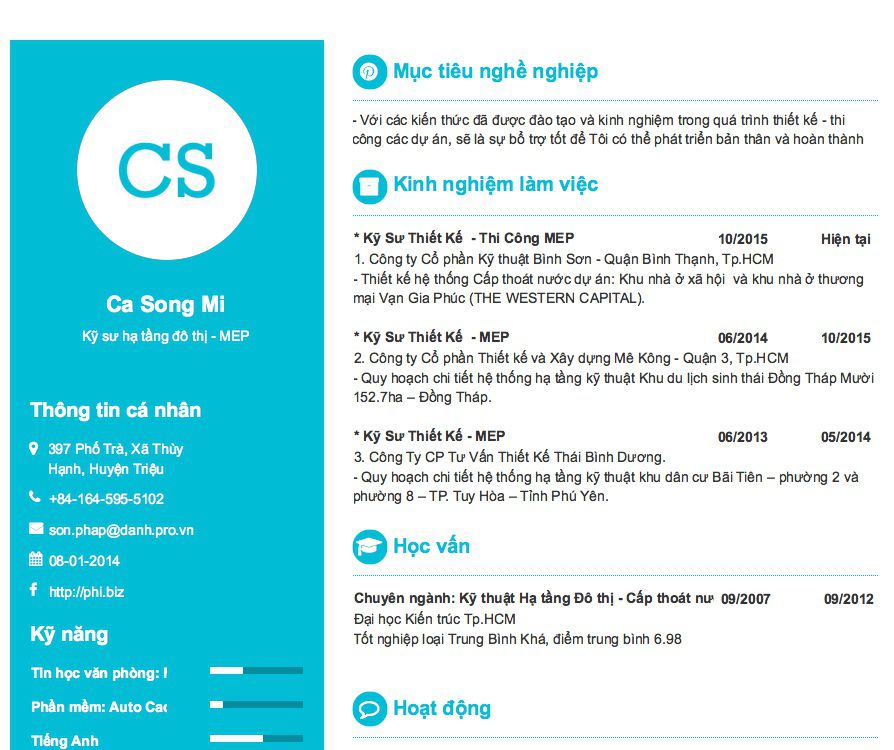 CS
Ca Song Mi
Kỹ sư hạ tầng đô thị - MEP
Thông tin cá nhân
397 Phố Trà, Xã Thủy
Hạnh, Huyện Triệu
+84-164-595-5102
son.phap@danh.pro.vn
08-01-2014
http://phi.biz
Kỹ năng
Tin học văn phòng:
Phần mềm: Auto Cad
Tiếng Anh
Mục tiêu nghề nghiệp
- Với các kiến thức đã được đào tạo và kinh nghiệm trong quá trình thiết kế - thi
công các dự án, sẽ là sự bổ trợ tốt để Tôi có thể phát triển bản thân và hoàn thành
Kinh nghiệm làm việc
* Kỹ Sư Thiết Kế - Thi Công MEP 10/2015 Hiện tại
1. Công ty Cổ phần Kỹ thuật Bình Sơn - Quận Bình Thạnh, Tp.HCM
- Thiết kế hệ thống Cấp thoát nước dự án: Khu nhà ở xã hội và khu nhà ở thương
mại Vạn Gia Phúc (THE WESTERN CAPITAL).
* Kỹ Sư Thiết Kế - MEP 06/2014 10/2015
2. Công ty Cổ phần Thiết kế và Xây dựng Mê Kông - Quận 3, Tp.HCM
- Quy hoạch chi tiết hệ thống hạ tầng kỹ thuật Khu du lịch sinh thái Đồng Tháp Mười
152.7ha – Đồng Tháp.
* Kỹ Sư Thiết Kế - MEP 06/2013 05/2014
3. Công Ty CP Tư Vấn Thiết Kế Thái Bình Dương.
- Quy hoạch chi tiết hệ thống hạ tầng kỹ thuật khu dân cư Bãi Tiên – phường 2 và
phường 8 – TP. Tuy Hòa – Tỉnh Phú Yên.
Học vấn
Chuyên ngành: Kỹ thuật Hạ tầng Đô thị - Cấp thoát nư 09/2007 09/2012
Đại học Kiến trúc Tp.HCM
Tốt nghiệp loại Trung Bình Khá, điểm trung bình 6.98
Hoạt động